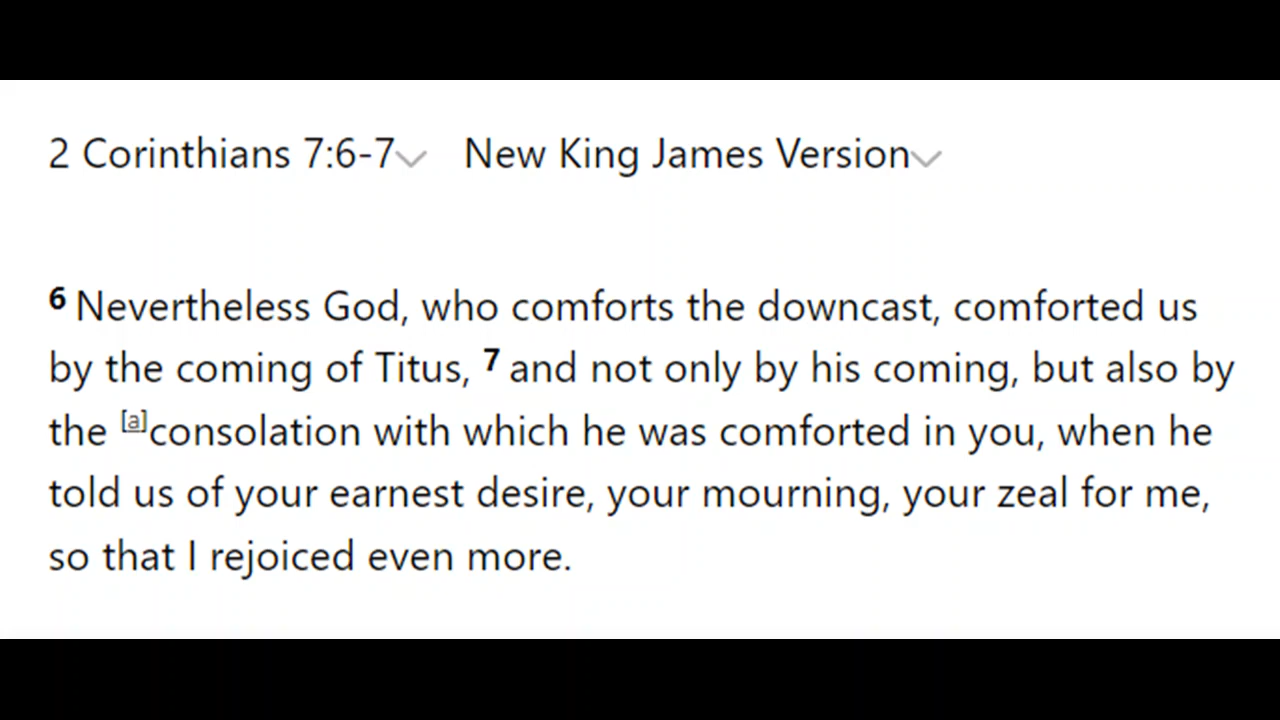 2 Corinthians 7:6-7 New King James Version
6 Nevertheless God, who comforts the downcast, comforted us
by the coming of Titus, 7 and not only by his coming, but also by
the [a]consolation with which he was comforted in you, when he
told us of your earnest desire, your mourning, your zeal for me,
so that I rejoiced even more.